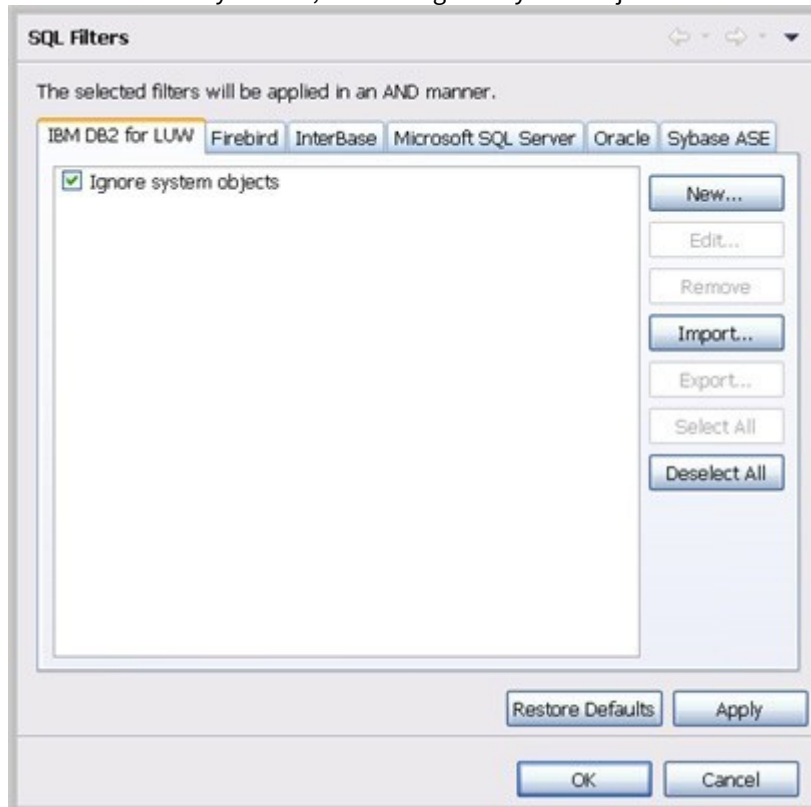 SQL Filters
The selected filters will be applied in an AND manner.
IBM DB2 for LUW Firebird InterBase Microsoft SQL Server Oracle Sybase ASE
Ignore system objects
New...
Edit...
Remove
Import...
Export...
Select All
Deselect All
Restore Defaults Apply
OK Cancel